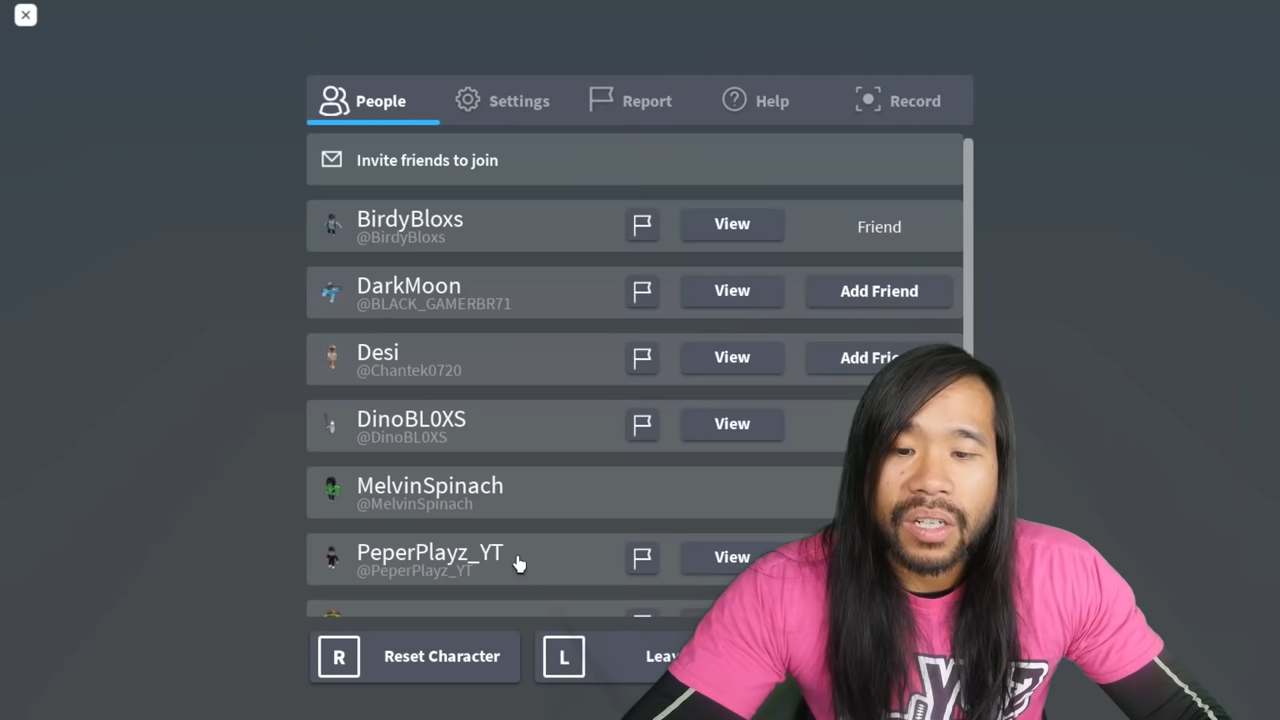 People
Settings
Report
Help
Record
Invite friends to join
BirdyBloxs
@BirdyBloxs
View
Friend
DarkMoon
@BLACK_GAMERBR71
View
Add Friend
Desi
@Chantek0720
View
Add
DinoBL0XS
@DinoBL0XS
View
MelvinSpinach
@MelvinSpinach
PeperPlayz_YT
@PeperPlayz_YT
View
R
Reset Character
L